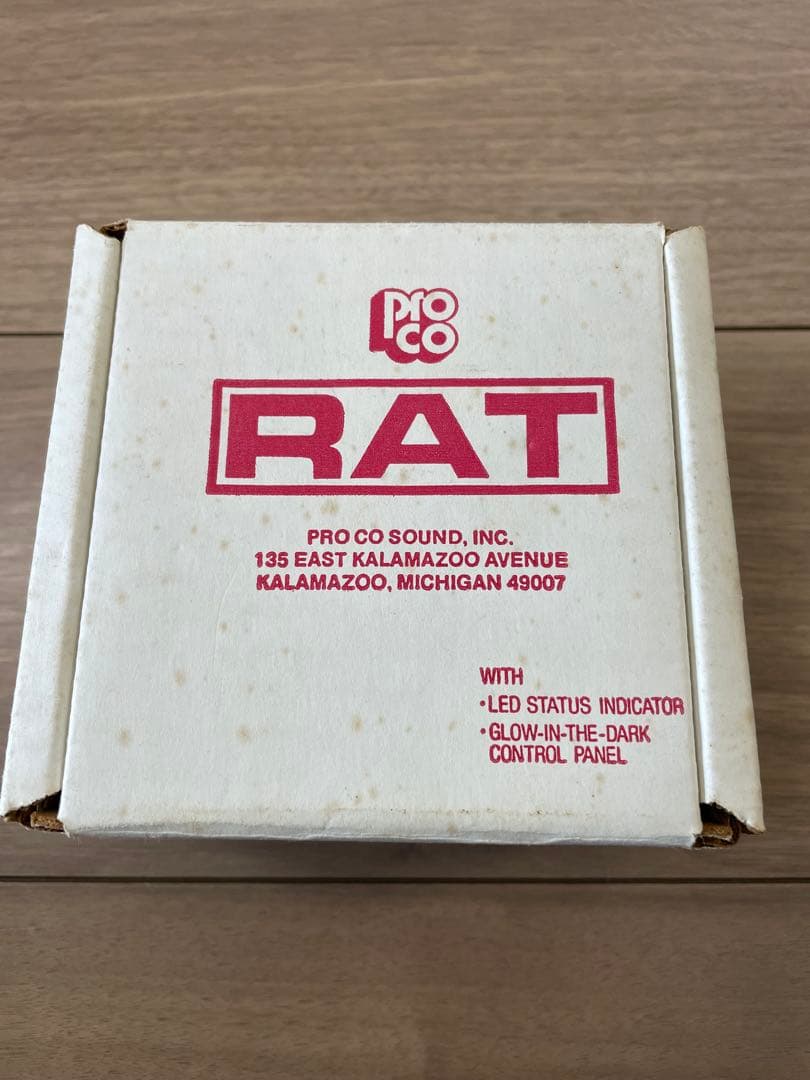 pro
co
RAT
PRO CO SOUND, INC.
135 EAST KALAMAZOO AVENUE
KALAMAZOO, MICHIGAN 49007
WITH
•LED STATUS INDICATOR
•GLOW-IN-THE-DARK
CONTROL PANEL